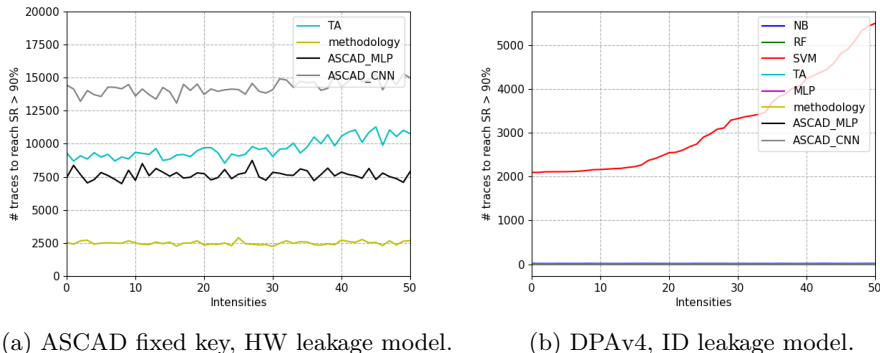 20000
17500
15000
12500
10000
7500
5000
2500
0
# traces to reach SR > 90%
0 10 20 30 40 50
Intensities
TA
methodology
ASCAD_MLP
ASCAD_CNN
(a) ASCAD fixed key, HW leakage model.
5000
4000
3000
2000
1000
0
# traces to reach SR > 90%
0 10 20 30 40 50
Intensities
NB
RF
SVM
TA
MLP
methodology
ASCAD_MLP
ASCAD_CNN
(b) DPAv4, ID leakage model.